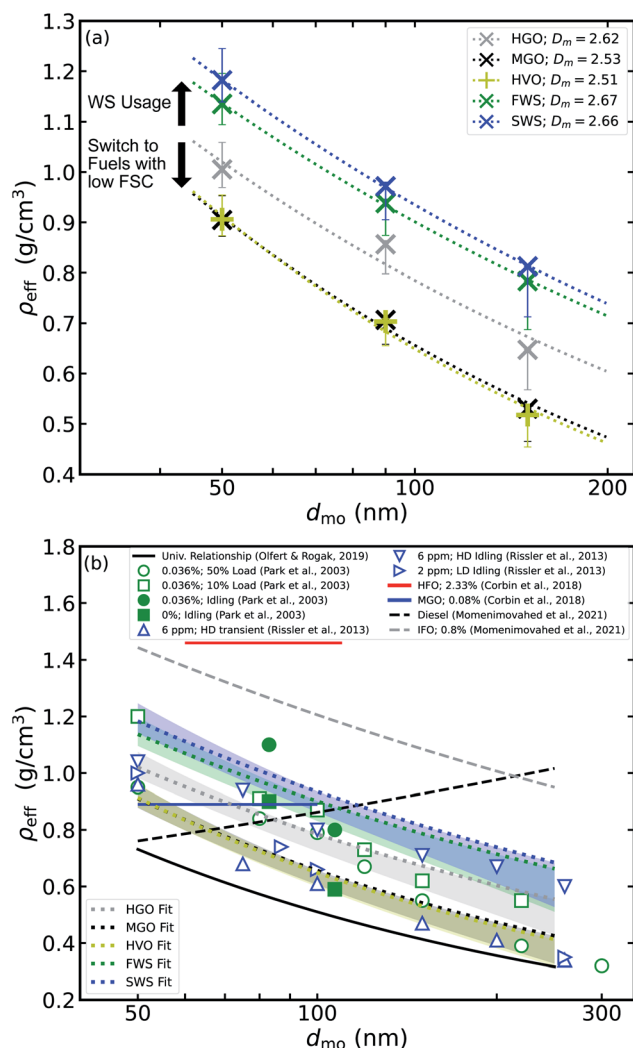 (a)
HGO; Dm = 2.62
MGO; Dm = 2.53
HVO; Dm = 2.51
FWS; Dm = 2.67
SWS; Dm = 2.66
WS Usage
Switch to
Fuels with
low FSC
ρeff (g/cm³)
1.3
1.2
1.1
1.0
0.9
0.8
0.7
0.6
0.5
0.4
50
100
200
dmo (nm)
(b)
Univ. Relationship (Olfert & Rogak, 2019)
0.036%; 50% Load (Park et al., 2003)
0.036%; 10% Load (Park et al., 2003)
0.036%; Idling (Park et al., 2003)
0%; Idling (Park et al., 2003)
6 ppm; HD transient (Rissler et al., 2013)
6 ppm; HD Idling (Rissler et al., 2013)
2 ppm; LD Idling (Rissler et al., 2013)
HFO; 2.33% (Corbin et al., 2018)
MGO; 0.08% (Corbin et al., 2018)
Diesel (Momenimovahed et al., 2021)
IFO; 0.8% (Momenimovahed et al., 2021)
ρeff (g/cm³)
1.8
1.6
1.4
1.2
1.0
0.8
0.6
0.4
0.2
HGO Fit
MGO Fit
HVO Fit
FWS Fit
SWS Fit
50
100
300
dmo (nm)